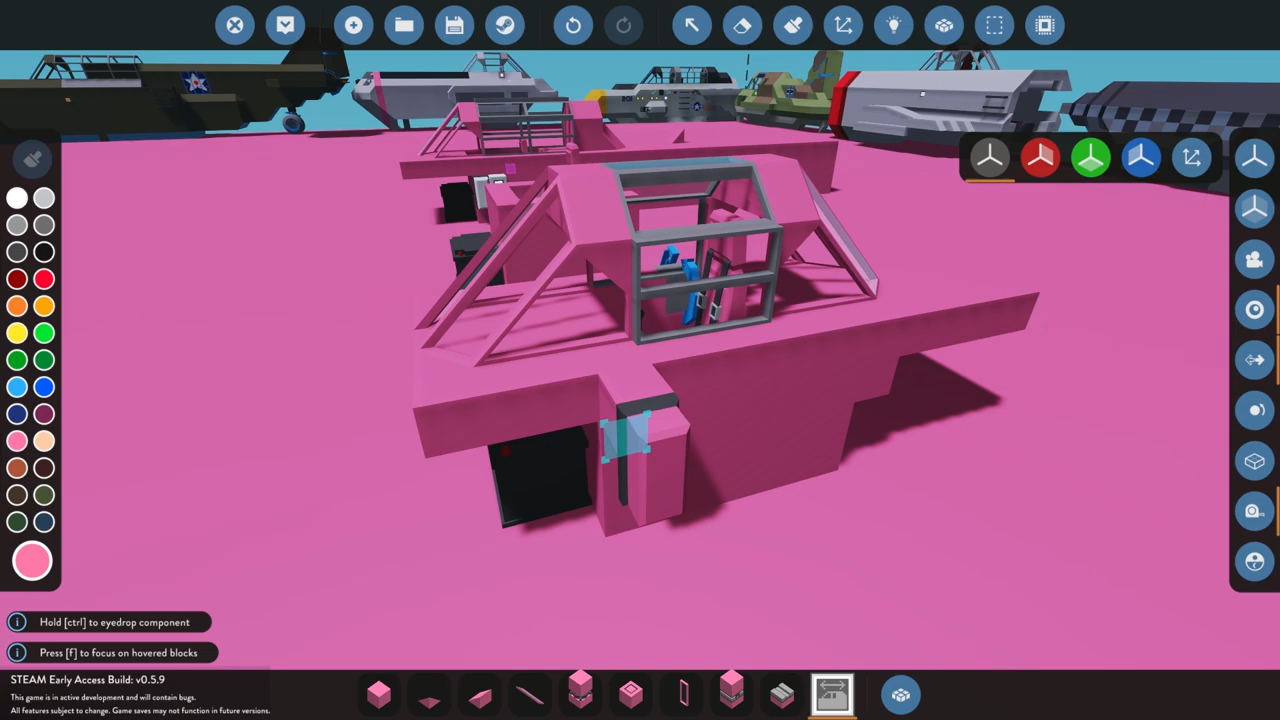 Hold [ctrl] to eyedrop component
Press [f] to focus on hovered blocks
STEAM Early Access Build: v0.5.9
This game is in active development and will contain bugs.
All features subject to change. Game saves may not function in future versions.